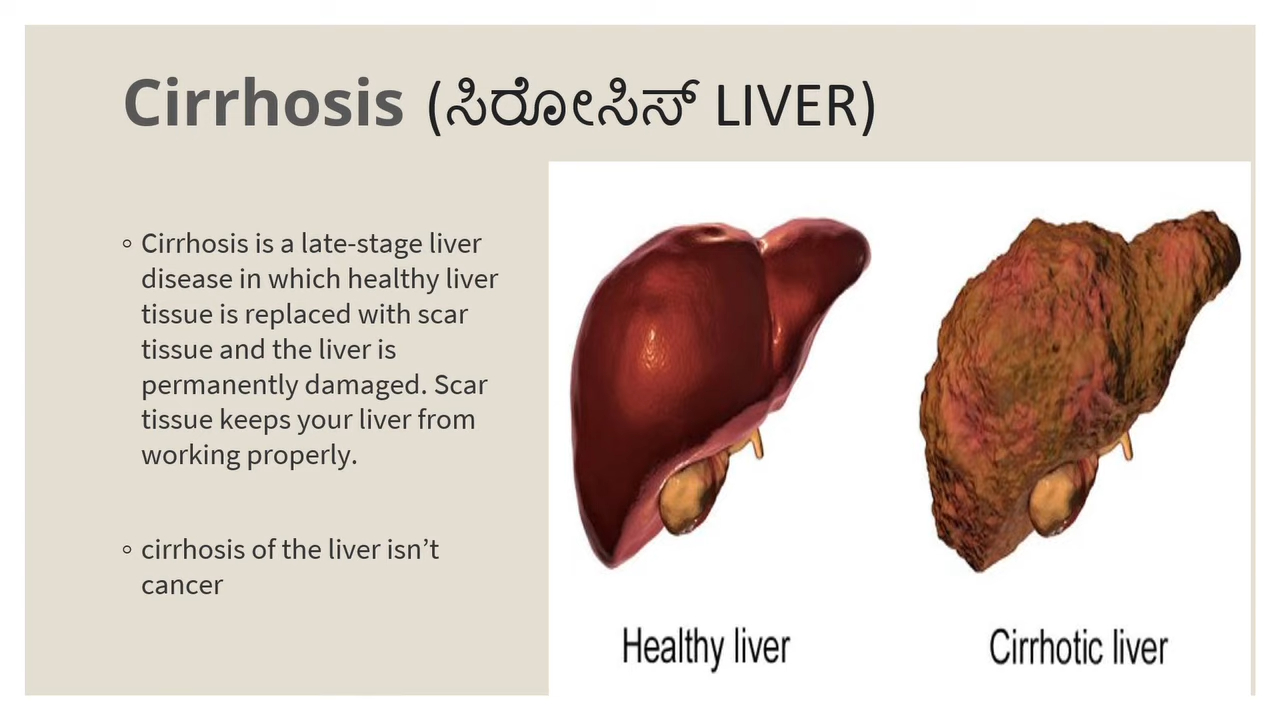 Cirrhosis (ಸಿರೋಸಿಸ್ LIVER)
◦ Cirrhosis is a late-stage liver
disease in which healthy liver
tissue is replaced with scar
tissue and the liver is
permanently damaged. Scar
tissue keeps your liver from
working properly.
◦ cirrhosis of the liver isn’t
cancer
Healthy liver
Cirrhotic liver